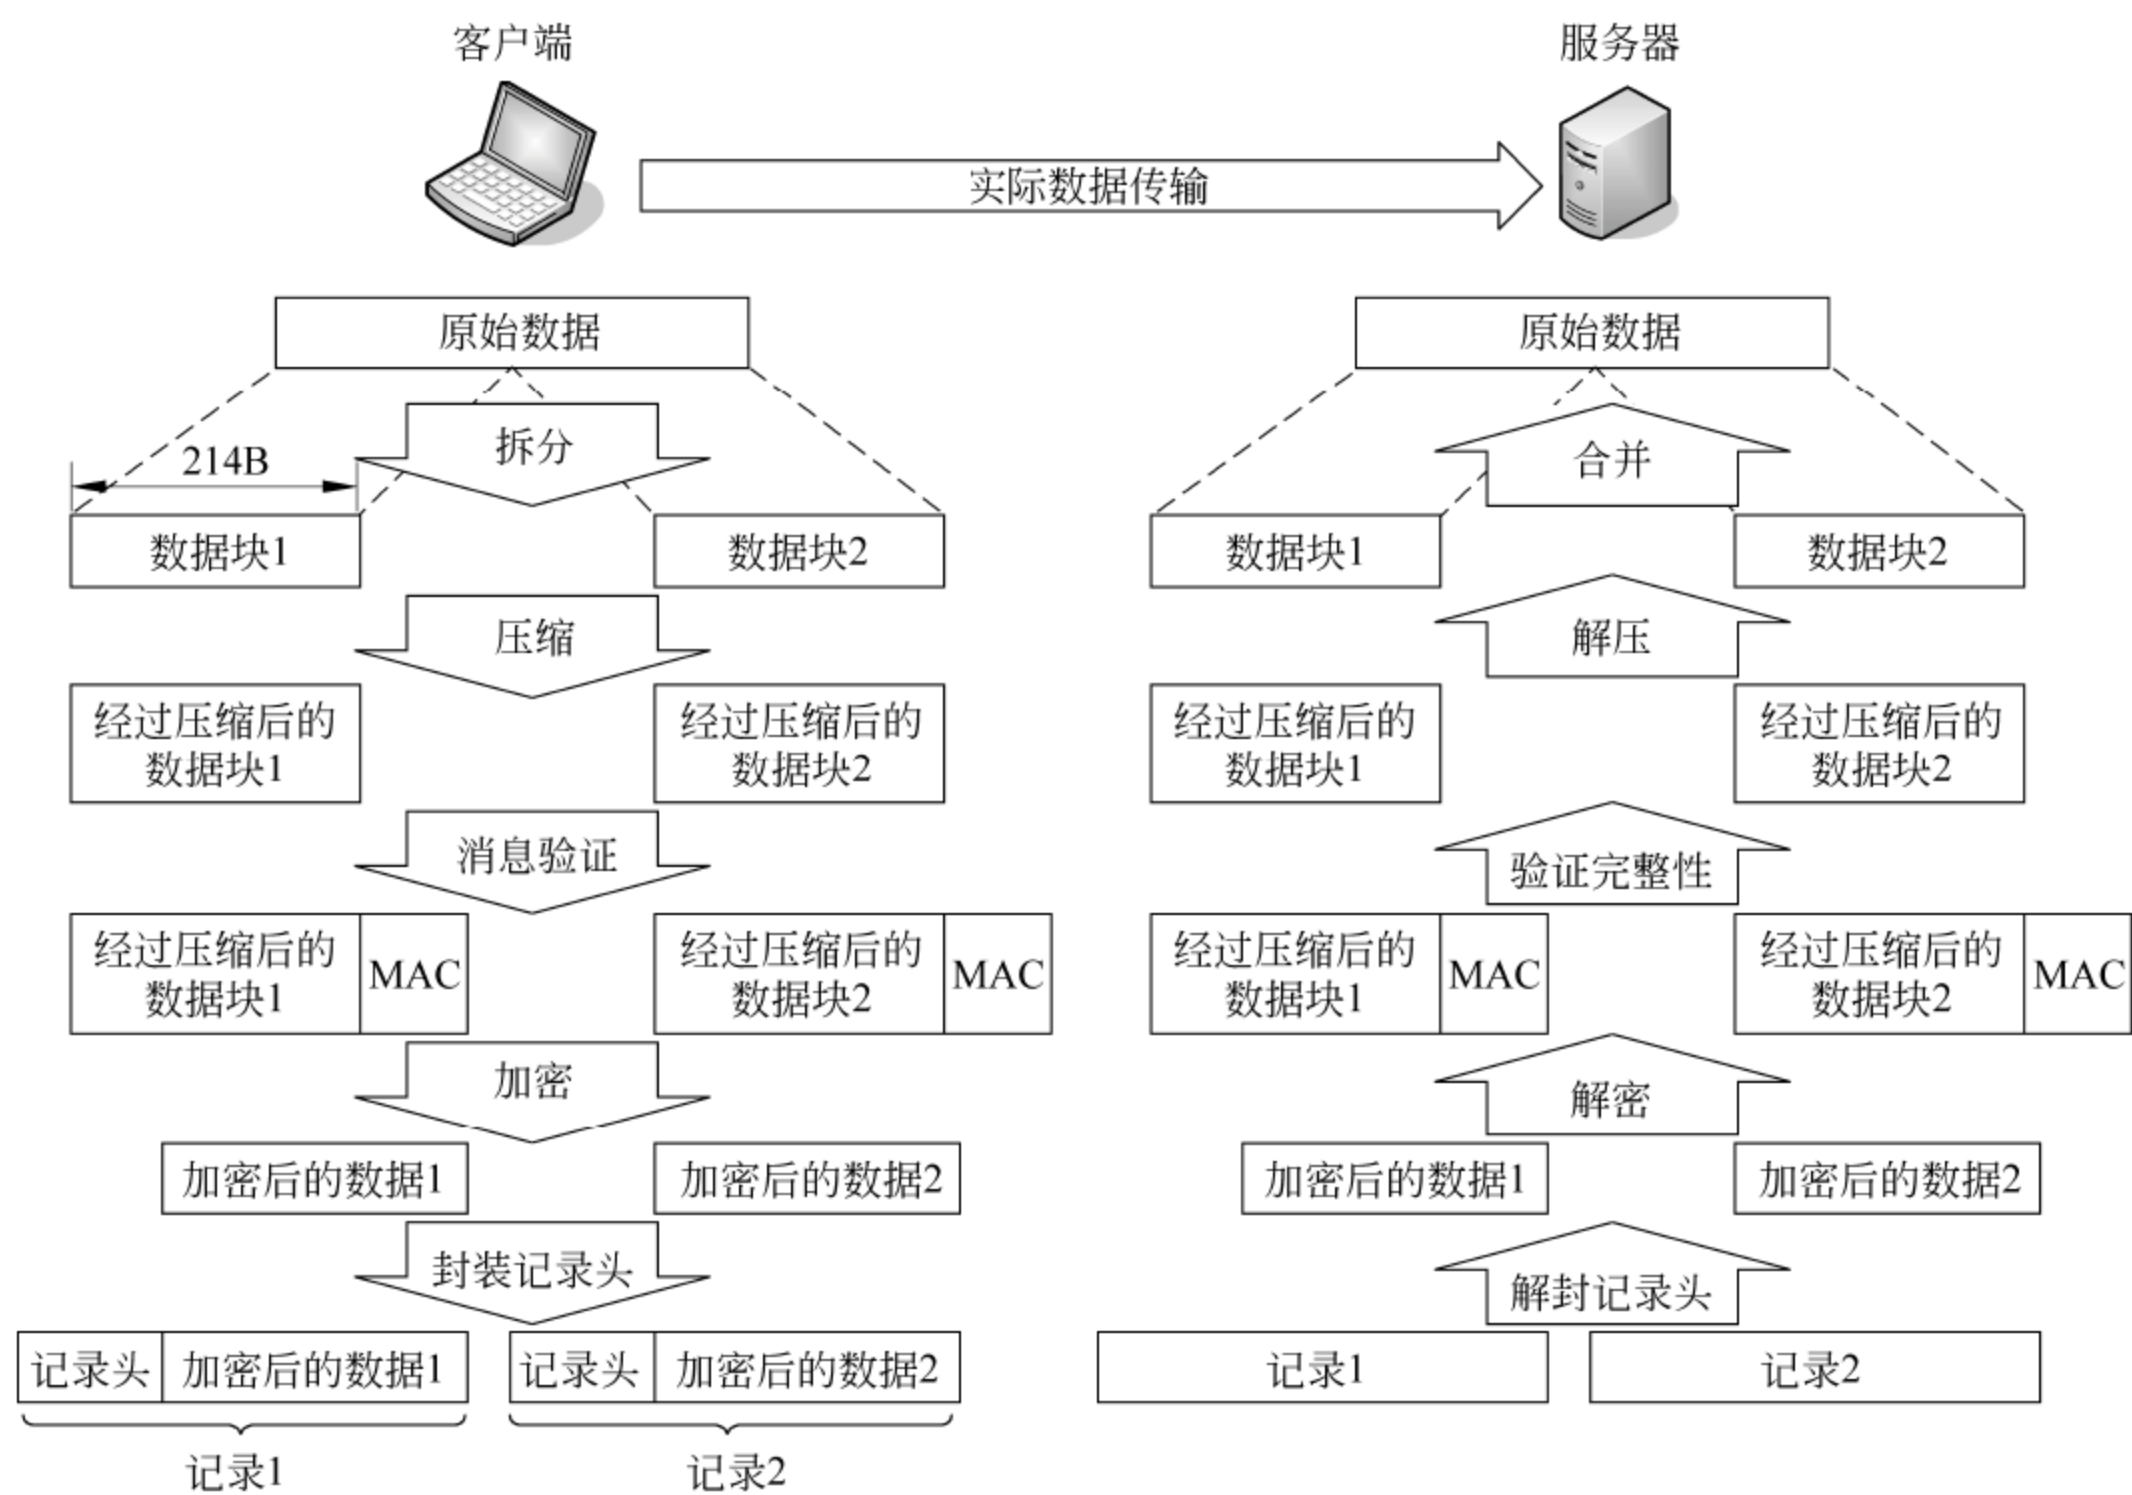 客户端
服务器
实际数据传输
原始数据
原始数据
拆分
合并
214B
数据块1
数据块2
数据块1
数据块2
压缩
解压
经过压缩后的
数据块1
经过压缩后的
数据块2
经过压缩后的
数据块1
经过压缩后的
数据块2
消息验证
验证完整性
经过压缩后的
数据块1
MAC
经过压缩后的
数据块2
MAC
经过压缩后的
数据块1
MAC
经过压缩后的
数据块2
MAC
加密
解密
加密后的数据1
加密后的数据2
加密后的数据1
加密后的数据2
封装记录头
解封记录头
记录头
加密后的数据1
记录头
加密后的数据2
记录1
记录2
记录1
记录2